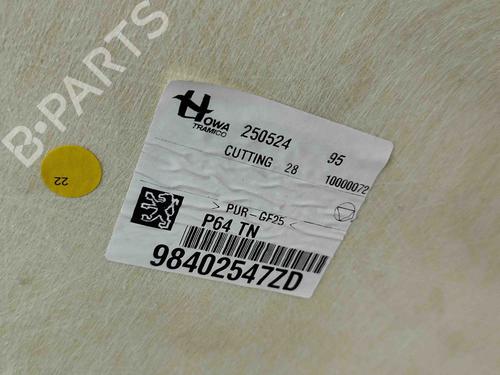 B-PARTS
HOWA
TRAMICO
250524
95
CUTTING 28
10000072
>PUR-GF25<
P64 TN
98402547ZD
22